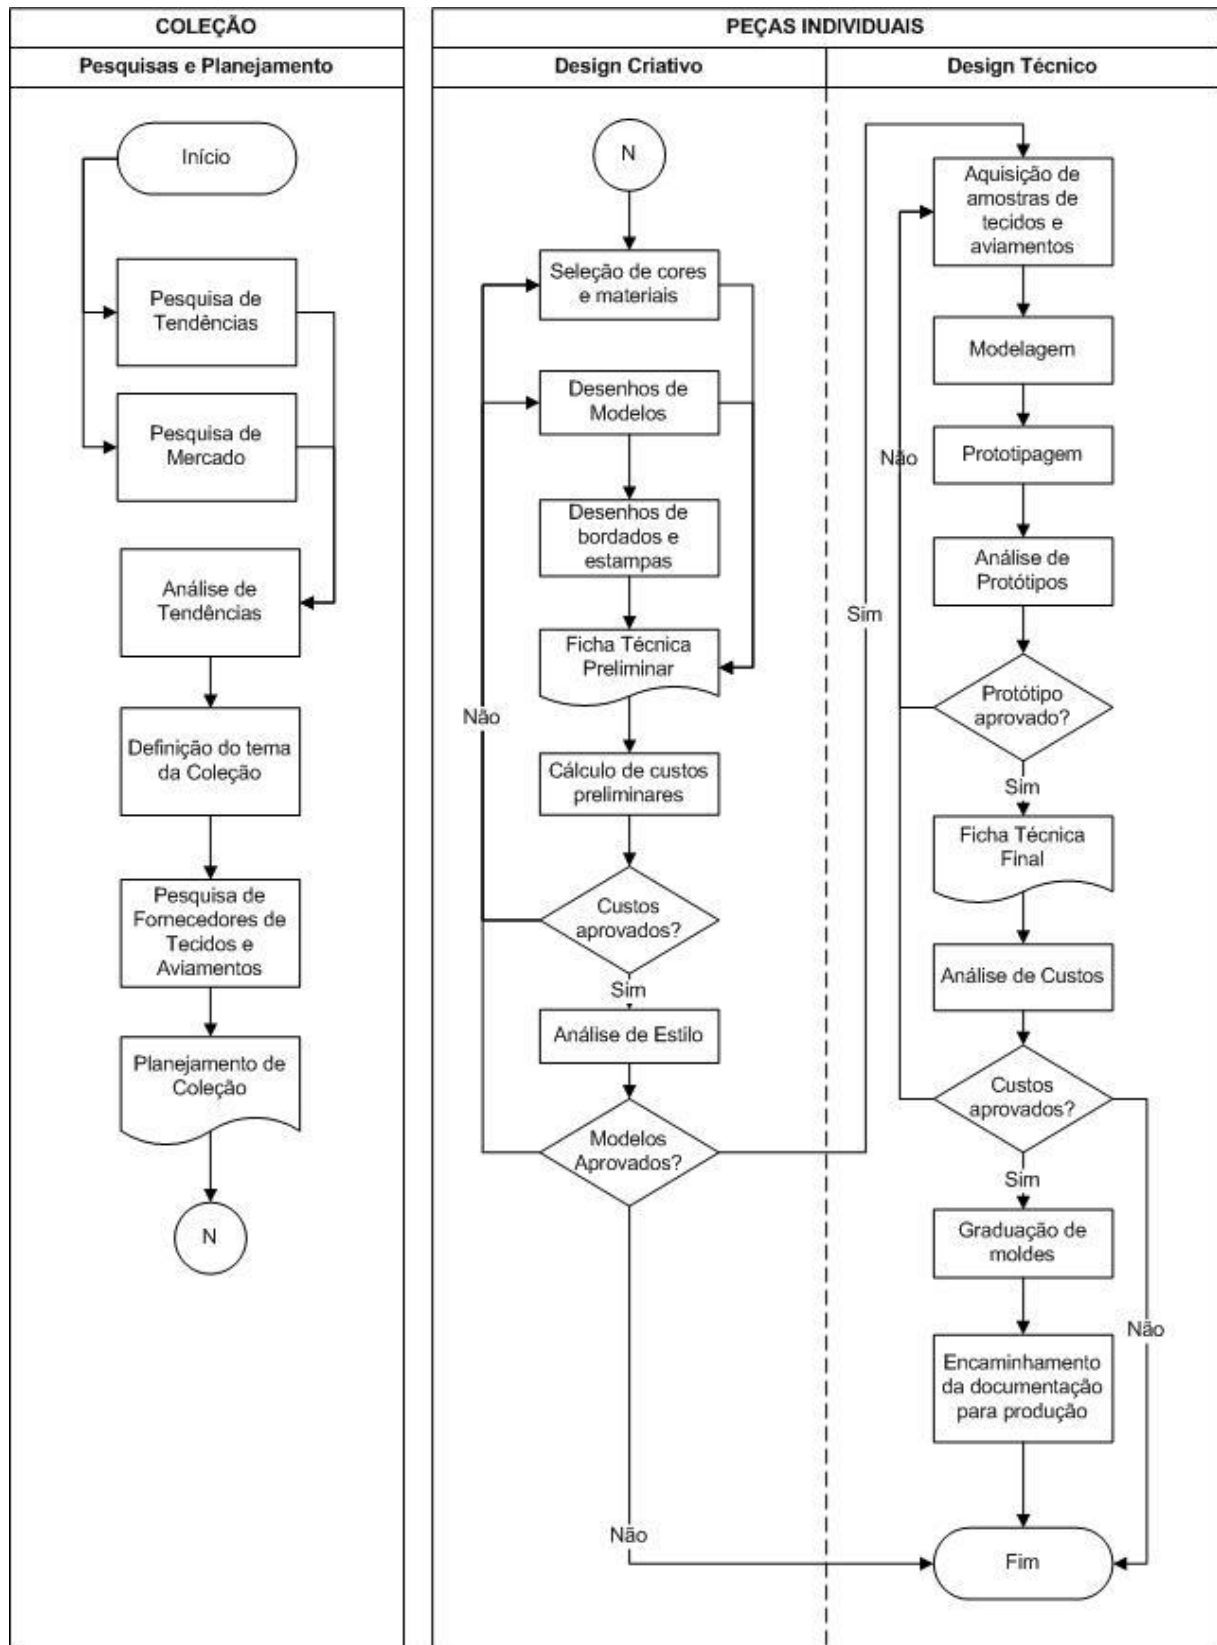 COLEÇÃO
Pesquisas e Planejamento
Início
Pesquisa de
Tendências
Pesquisa de
Mercado
Análise de
Tendências
Definição do tema
da Coleção
Pesquisa de
Fornecedores de
Tecidos e
Aviamentos
Planejamento de
Coleção
N
PEÇAS INDIVIDUAIS
Design Criativo
N
Seleção de cores
e materiais
Desenhos de
Modelos
Desenhos de
bordados e
estampas
Ficha Técnica
Preliminar
Não
Cálculo de custos
preliminares
Custos
aprovados?
Sim
Análise de Estilo
Modelos
Aprovados?
Não
Sim
Design Técnico
Aquisição de
amostras de
tecidos e
aviamentos
Modelagem
Não
Prototipagem
Análise de
Protótipos
Protótipo
aprovado?
Sim
Ficha Técnica
Final
Análise de Custos
Custos
aprovados?
Sim
Graduação de
moldes
Não
Encaminhamento
da documentação
para produção
Fim